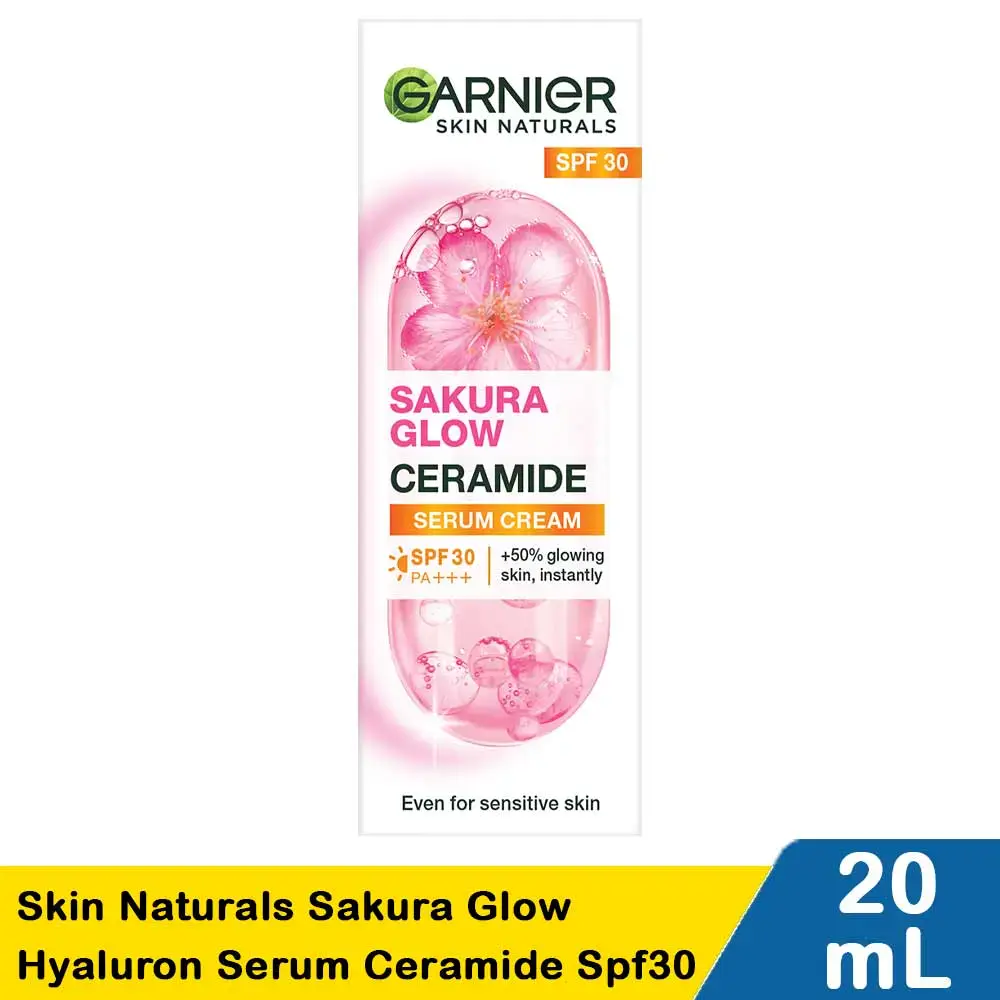 GARNIER
SKIN NATURALS
SPF 30
SAKURA
GLOW
CERAMIDE
SERUM CREAM
SPF 30
PA+++
+50% glowing
skin, instantly
Even for sensitive skin
Skin Naturals Sakura Glow
Hyaluron Serum Ceramide Spf30
20
mL